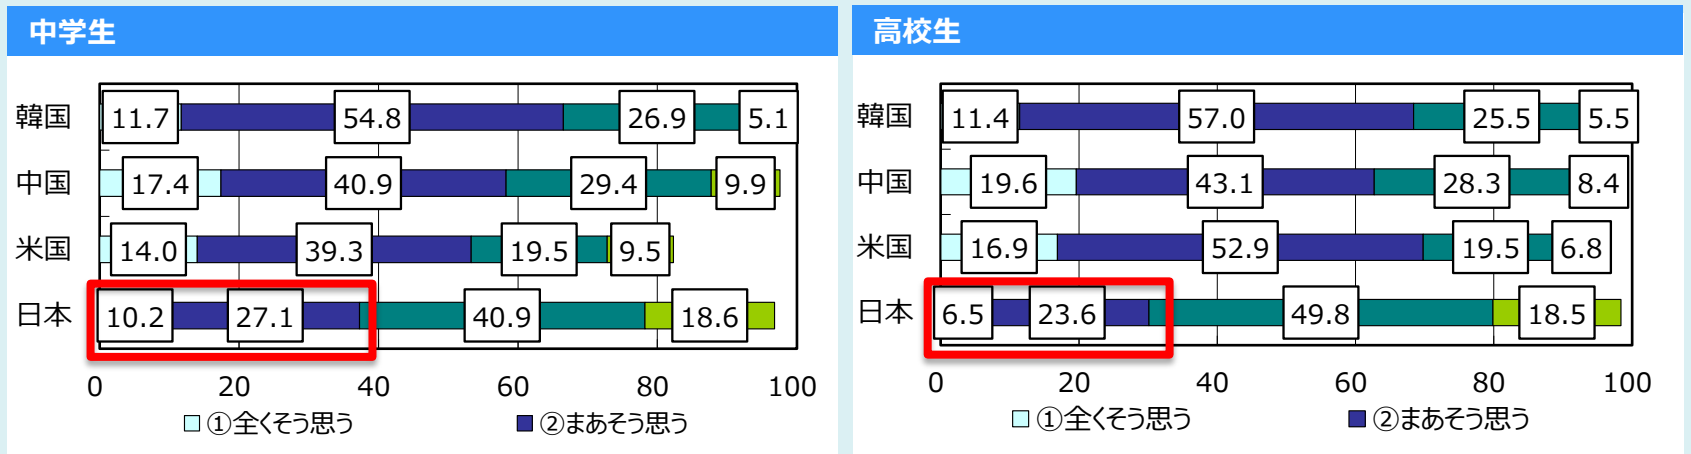 中学生
韓国 11.7 54.8 26.9 5.1
中国 17.4 40.9 29.4 9.9
米国 14.0 39.3 19.5 9.5
日本 10.2 27.1 40.9 18.6
0 20 40 60 80 100
①全くそう思う ②まあそう思う
高校生
韓国 11.4 57.0 25.5 5.5
中国 19.6 43.1 28.3 8.4
米国 16.9 52.9 19.5 6.8
日本 6.5 23.6 49.8 18.5
0 20 40 60 80 100
①全くそう思う ②まあそう思う